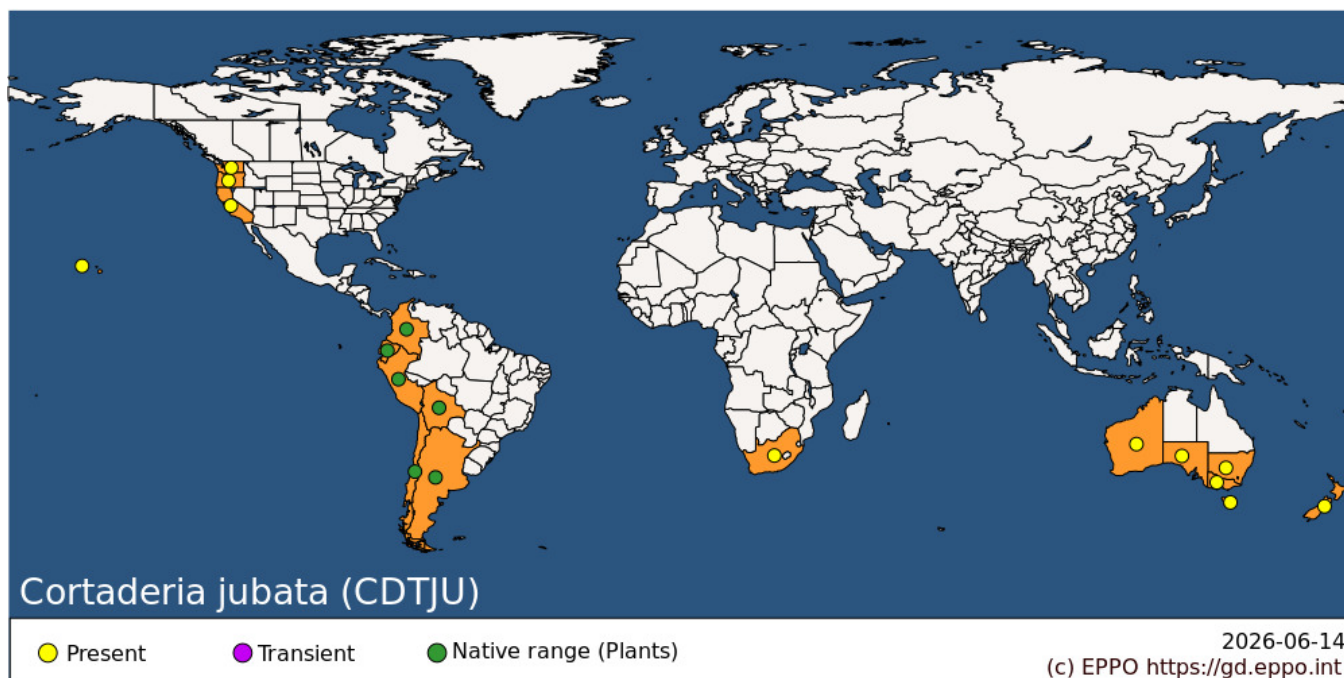 Cortaderia jubata (CDTJU)
Present
Transient
Native range (Plants)
2026-06-14
(c) EPPO https://gd.eppo.int